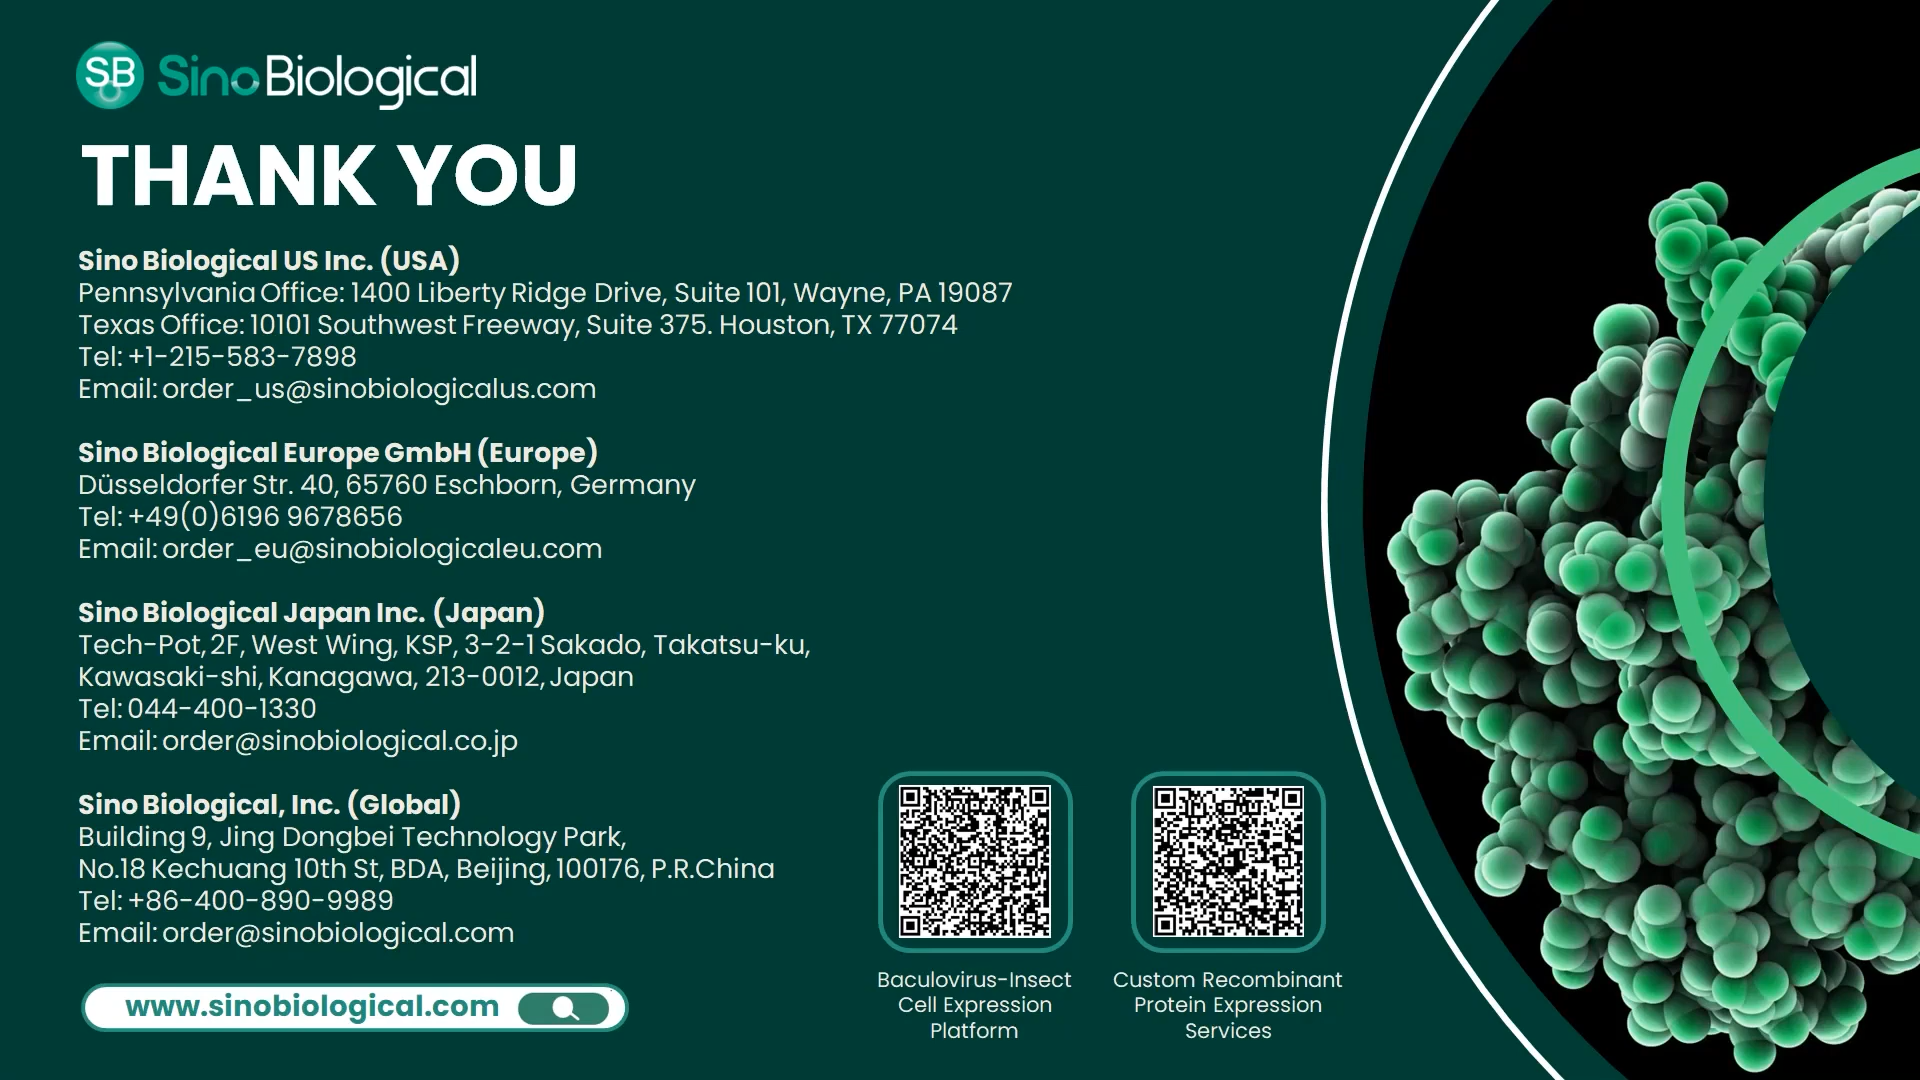 SB SinoBiological
THANK YOU
Sino Biological US Inc. (USA)
Pennsylvania Office: 1400 Liberty Ridge Drive, Suite 101, Wayne, PA 19087
Texas Office: 10101 Southwest Freeway, Suite 375. Houston, TX 77074
Tel: +1-215-583-7898
Email: order_us@sinobiologicalus.com
Sino Biological Europe GmbH (Europe)
Düsseldorfer Str. 40, 65760 Eschborn, Germany
Tel: +49(0)6196 9678656
Email: order_eu@sinobiologicaleu.com
Sino Biological Japan Inc. (Japan)
Tech-Pot, 2F, West Wing, KSP, 3-2-1 Sakado, Takatsu-ku,
Kawasaki-shi, Kanagawa, 213-0012, Japan
Tel: 044-400-1330
Email: order@sinobiological.co.jp
Sino Biological, Inc. (Global)
Building 9, Jing Dongbei Technology Park,
No.18 Kechuang 10th St, BDA, Beijing, 100176, P.R.China
Tel: +86-400-890-9989
Email: order@sinobiological.com
www.sinobiological.com
Baculovirus-Insect
Cell Expression
Platform
Custom Recombinant
Protein Expression
Services